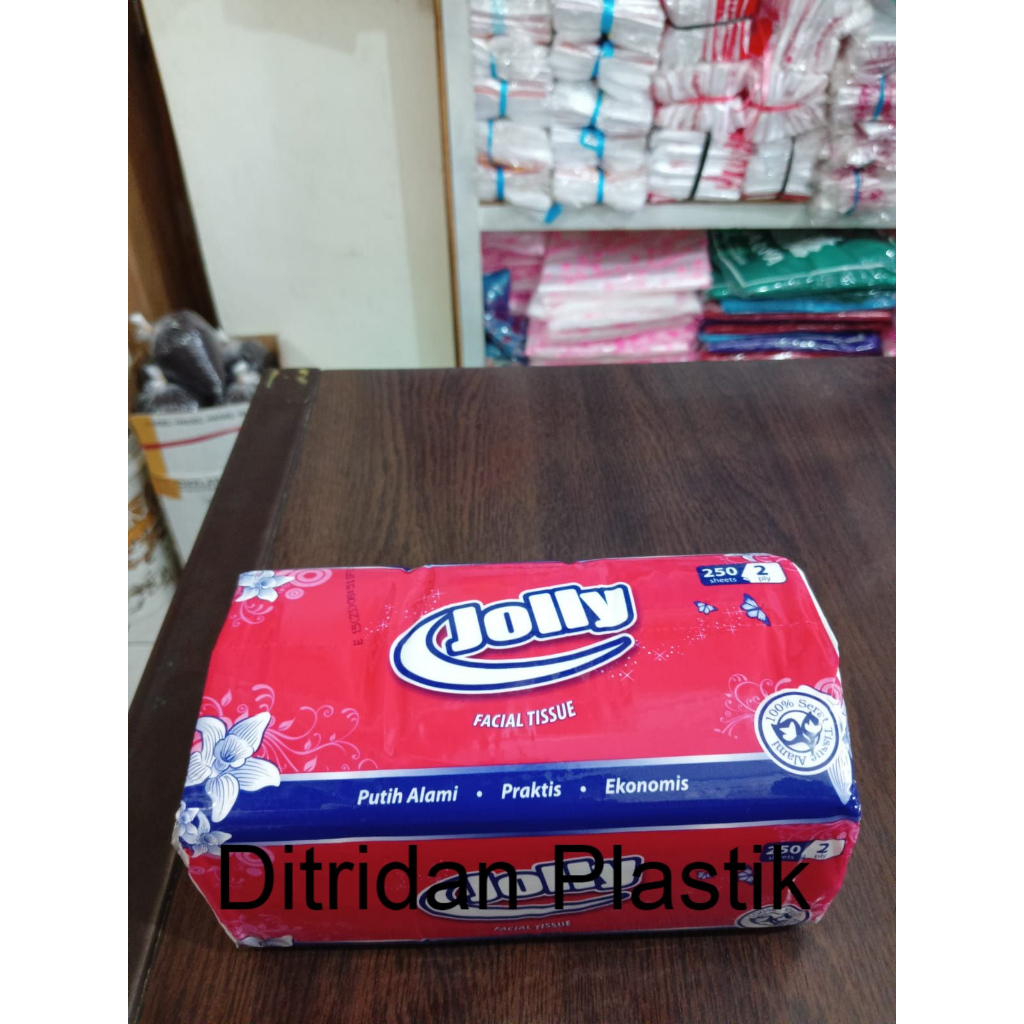 250 2
sheets ply
Jolly
FACIAL TISSUE
100% Serat Tissue Alami
Putih Alami • Praktis • Ekonomis
250 2
sheets ply
Jolly
FACIAL TISSUE
Ditridan Plastik